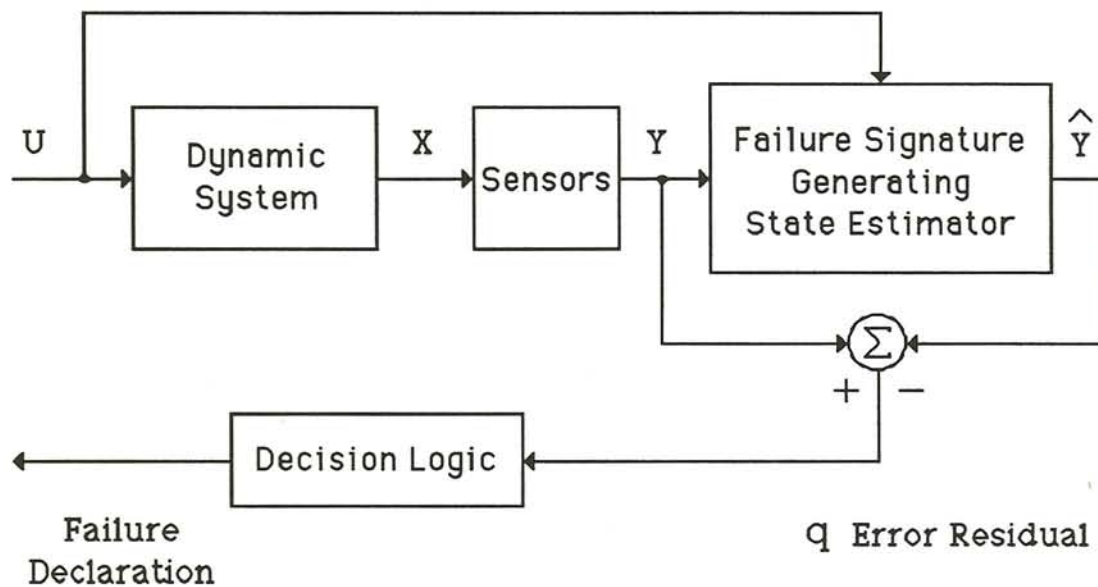 U
Dynamic
System
X
Sensors
Y
Failure Signature
Generating
State Estimator
^
Y
Σ
+ −
Decision Logic
Failure
Declaration
q Error Residual